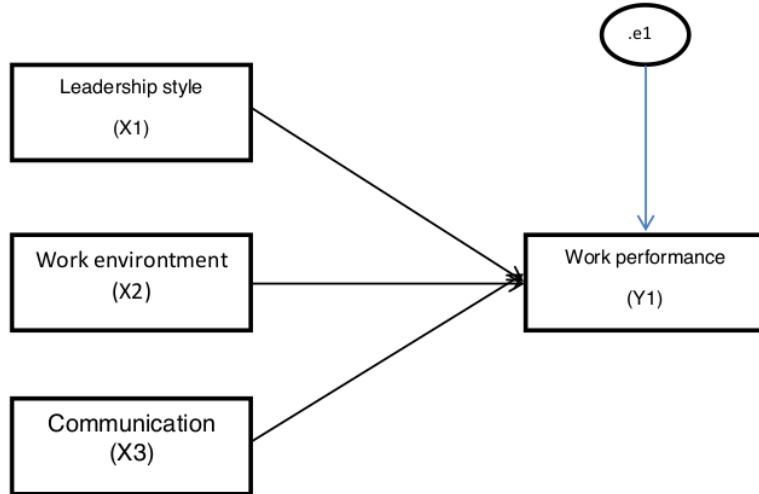 .e1
Leadership style
(X1)
Work environtment
(X2)
Work performance
(Y1)
Communication
(X3)